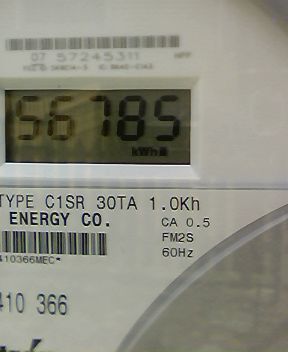 07 57245311
56785
kWh
TYPE C1SR 30TA 1.0Kh
ENERGY CO.
CA 0.5
FM2S
60Hz
410366MEC*
410 366